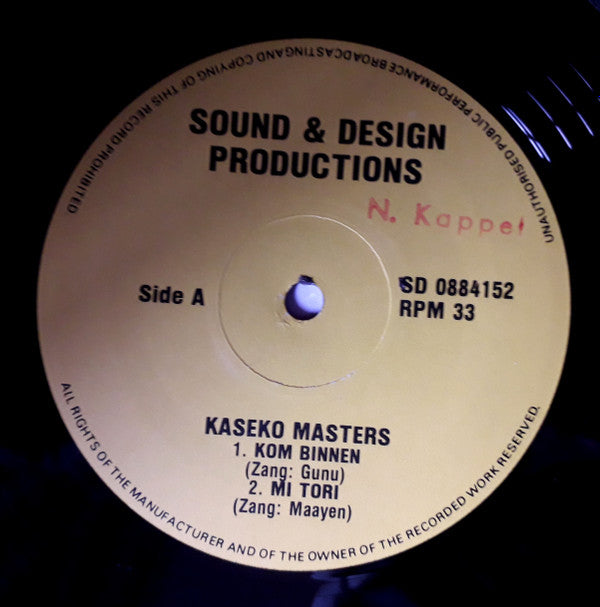 UNAUTHORISED PUBLIC PERFORMANCE BROADCASTING AND COPYING OF THIS RECORD PROHIBITED
SOUND & DESIGN
PRODUCTIONS
N. Kappel
Side A
SD 0884152
RPM 33
KASEKO MASTERS
1. KOM BINNEN
(Zang: Gunu)
2. MI TORI
(Zang: Maayen)
ALL RIGHTS OF THE MANUFACTURER AND OF THE OWNER OF THE RECORDED WORK RESERVED.